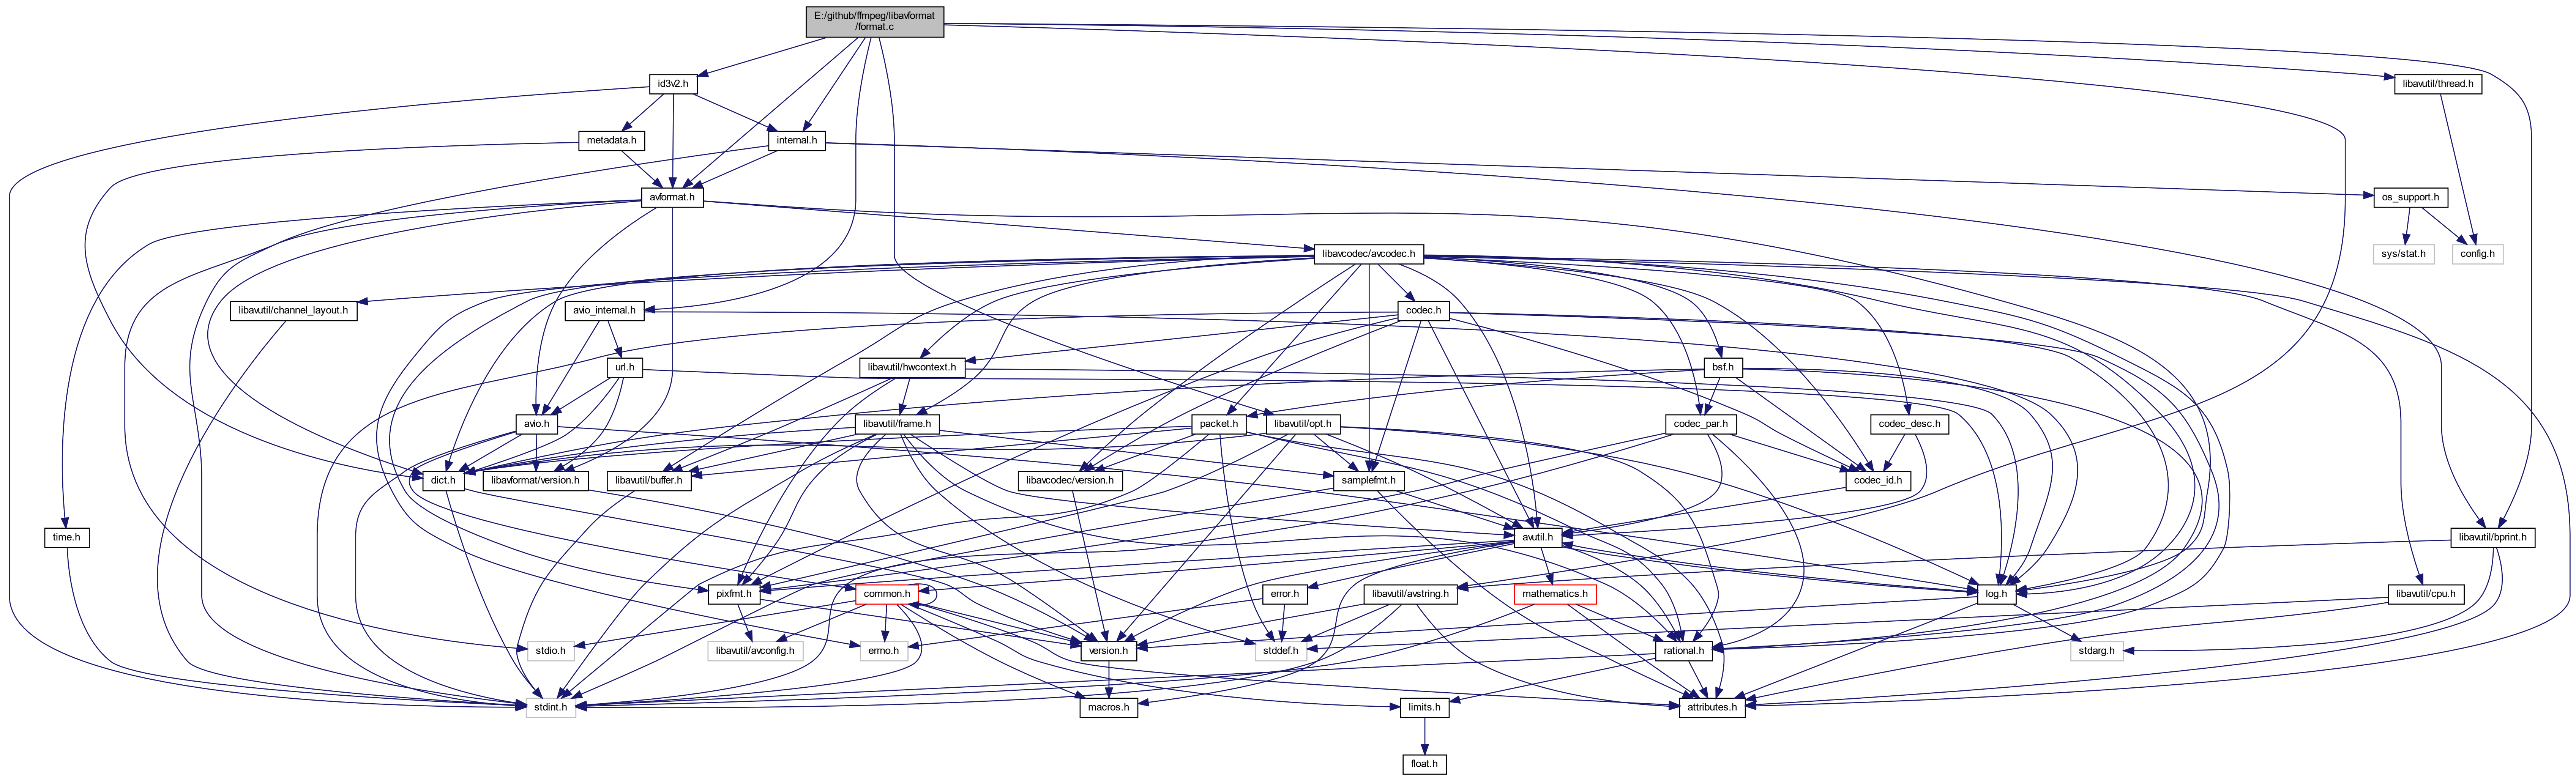 E:/github/ffmpeg/libavformat
/format.c
id3v2.h
libavutil/thread.h
metadata.h
internal.h
avformat.h
os_support.h
libavcodec/avcodec.h
sys/stat.h
config.h
libavutil/channel_layout.h
avio_internal.h
codec.h
url.h
libavutil/hwcontext.h
bsf.h
avio.h
libavutil/frame.h
packet.h
libavutil/opt.h
codec_par.h
codec_desc.h
dict.h
libavformat/version.h
libavutil/buffer.h
libavcodec/version.h
samplefmt.h
codec_id.h
time.h
avutil.h
libavutil/bprint.h
pixfmt.h
common.h
error.h
libavutil/avstring.h
mathematics.h
log.h
libavutil/cpu.h
stdio.h
libavutil/avconfig.h
errno.h
version.h
stddef.h
rational.h
stdarg.h
stdint.h
macros.h
limits.h
attributes.h
float.h